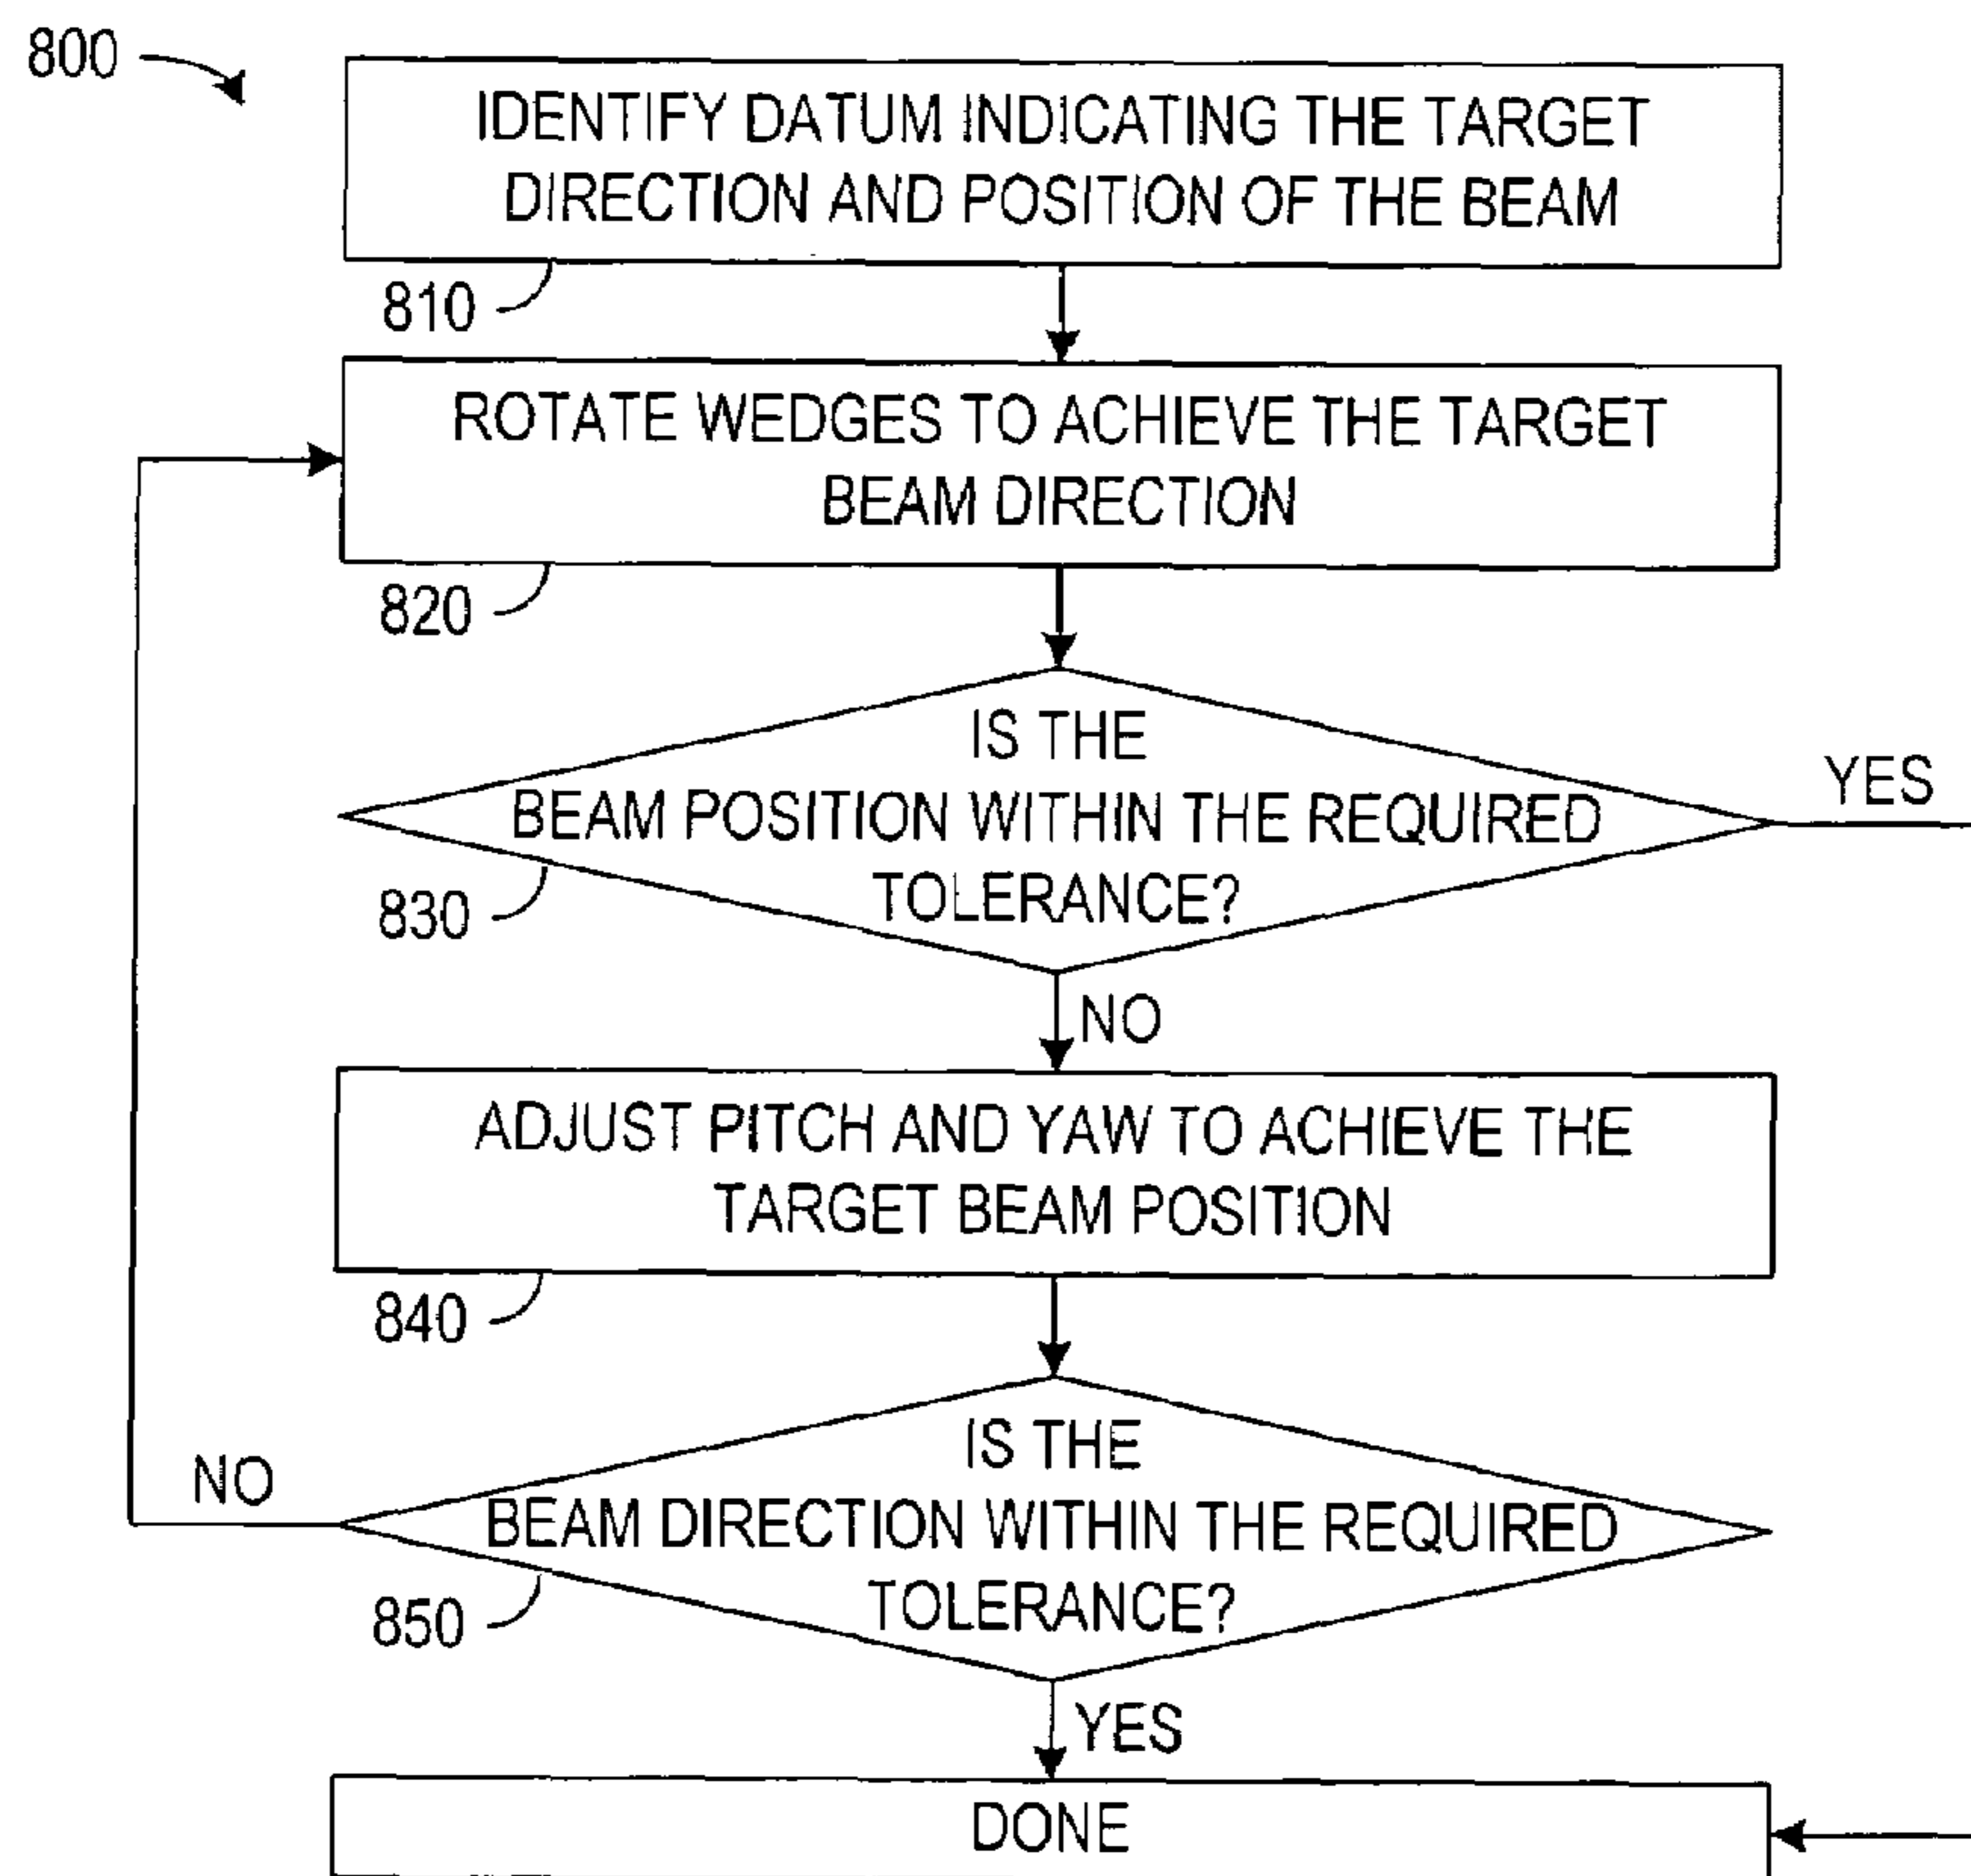 800
IDENTIFY DATUM INDICATING THE TARGET
DIRECTION AND POSITION OF THE BEAM
810
ROTATE WEDGES TO ACHIEVE THE TARGET
BEAM DIRECTION
820
IS THE
BEAM POSITION WITHIN THE REQUIRED
TOLERANCE?
YES
830
NO
ADJUST PITCH AND YAW TO ACHIEVE THE
TARGET BEAM POSITION
840
IS THE
BEAM DIRECTION WITHIN THE REQUIRED
TOLERANCE?
NO
850
YES
DONE